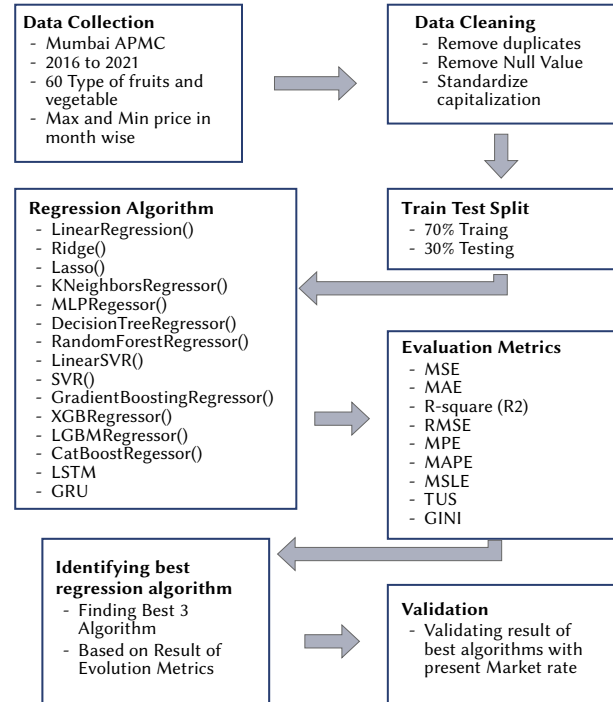 Data Collection
- Mumbai APMC
- 2016 to 2021
- 60 Type of fruits and
vegetable
- Max and Min price in
month wise
Data Cleaning
- Remove duplicates
- Remove Null Value
- Standardize
capitalization
Train Test Split
- 70% Traing
- 30% Testing
Regression Algorithm
- LinearRegression()
- Ridge()
- Lasso()
- KNeighborsRegressor()
- MLPRegessor()
- DecisionTreeRegressor()
- RandomForestRegressor()
- LinearSVR()
- SVR()
- GradientBoostingRegressor()
- XGBRegressor()
- LGBMRegressor()
- CatBoostRegessor()
- LSTM
- GRU
Evaluation Metrics
- MSE
- MAE
- R-square (R2)
- RMSE
- MPE
- MAPE
- MSLE
- TUS
- GINI
Identifying best
regression algorithm
- Finding Best 3
Algorithm
- Based on Result of
Evolution Metrics
Validation
- Validating result of
best algorithms with
present Market rate